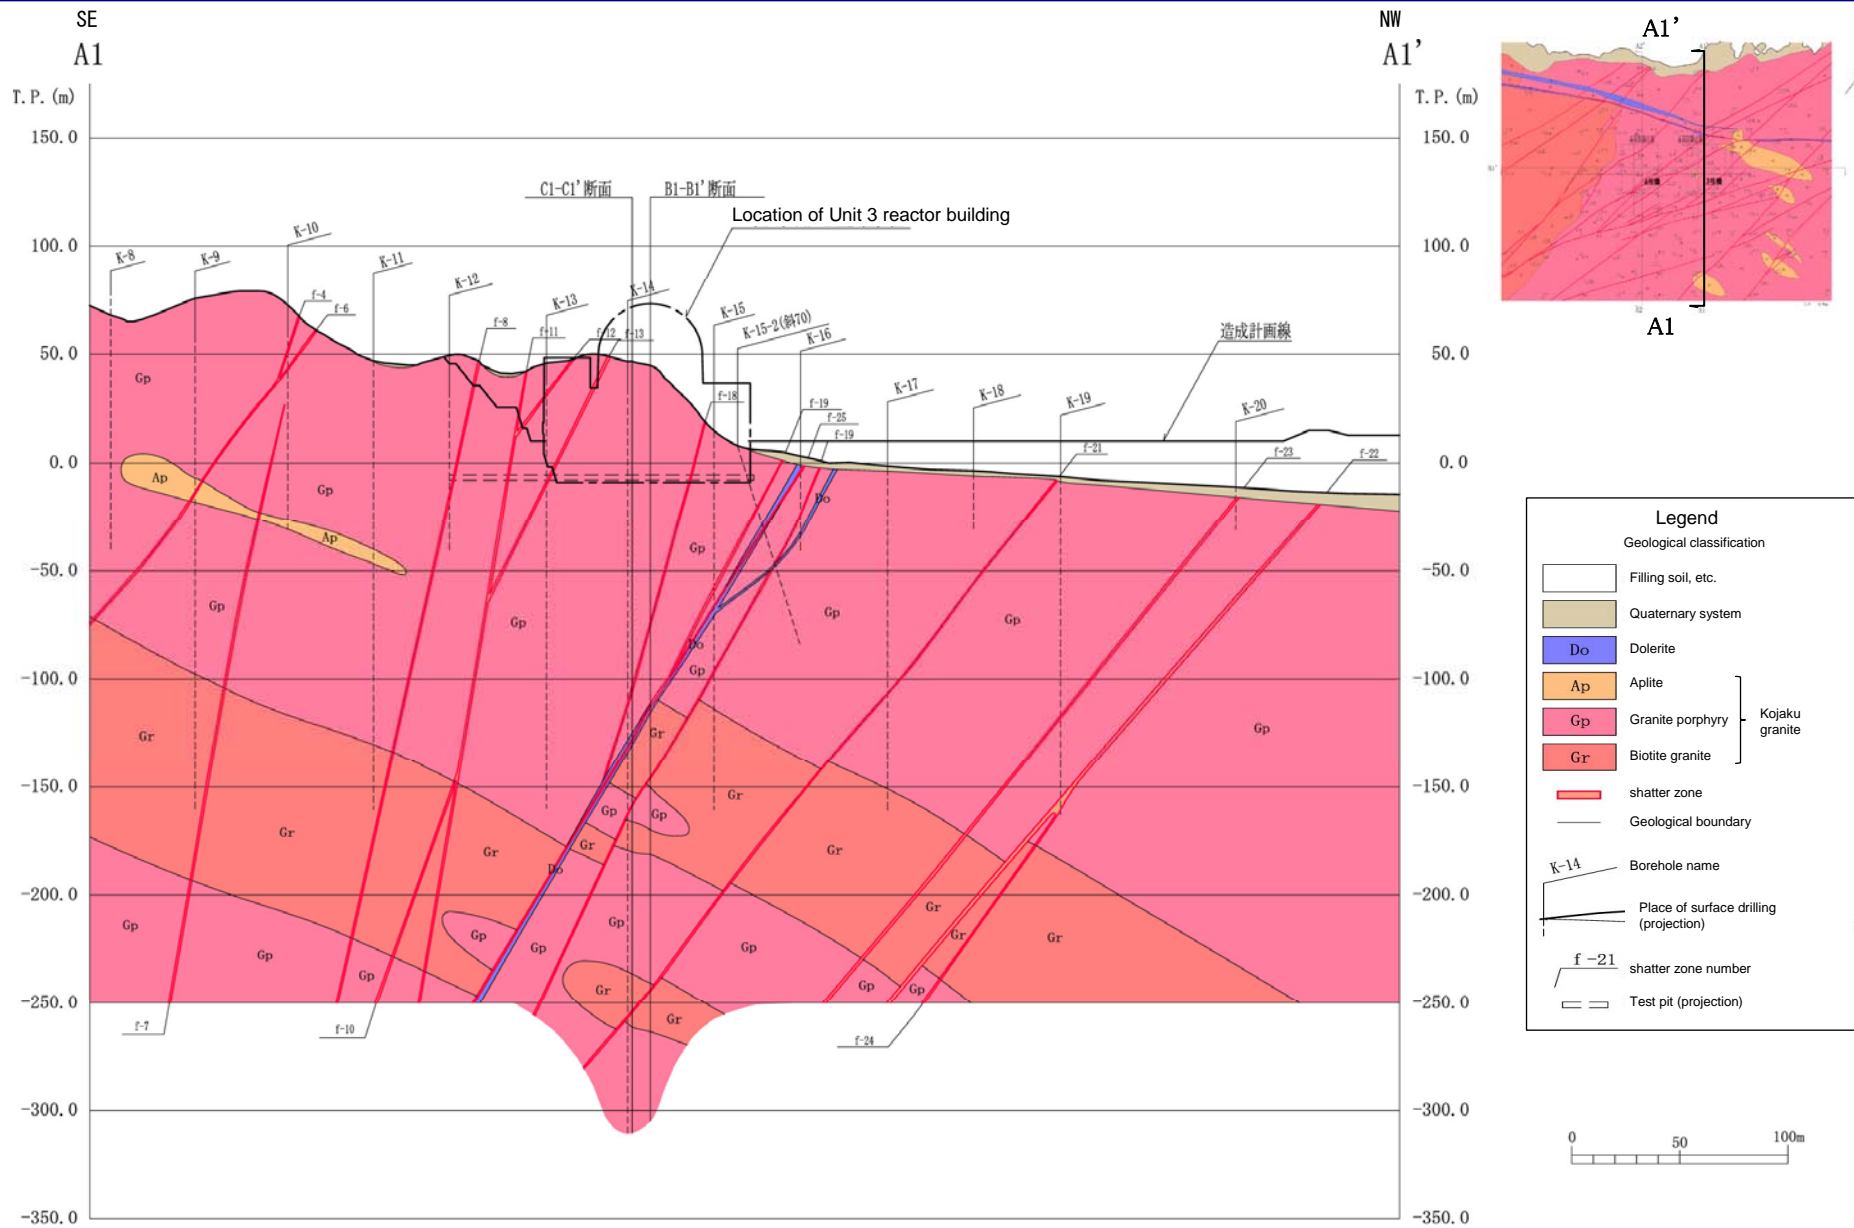 SE
NW
A1
A1'
A1'
T.P.(m)
T.P.(m)
150.0
150.0
C1-C1'断面
B1-B1'断面
Location of Unit 3 reactor building
100.0
100.0
K-8
K-9
K-10
K-11
K-12
K-13
K-14
K-15
K-15-2(斜70)
K-16
K-17
K-18
K-19
K-20
造成計画線
f-4
f-6
f-8
f-11
f-12
f-13
f-18
f-19
f-25
f-19
f-21
f-23
f-22
50.0
50.0
0.0
0.0
-50.0
-50.0
-100.0
-100.0
-150.0
-150.0
-200.0
-200.0
-250.0
-250.0
-300.0
-300.0
-350.0
-350.0
Gp
Gp
Ap
Ap
Gp
Gp
Gp
Do
Gp
Gp
Do
Gp
Gp
Gr
Gr
Gr
Gr
Gr
Gp
Gp
Gr
Do
Gr
Gr
Gr
Gr
Gp
Gp
Gp
Gp
Gp
Gp
Gp
Gp
Gp
Gr
Gr
f-7
f-10
f-24
A1
Legend
Geological classification
Filling soil, etc.
Quaternary system
Do Dolerite
Ap Aplite
Gp Granite porphyry
Kojaku
granite
Gr Biotite granite
shatter zone
Geological boundary
K-14 Borehole name
Place of surface drilling
(projection)
f-21 shatter zone number
Test pit (projection)
0 50 100m